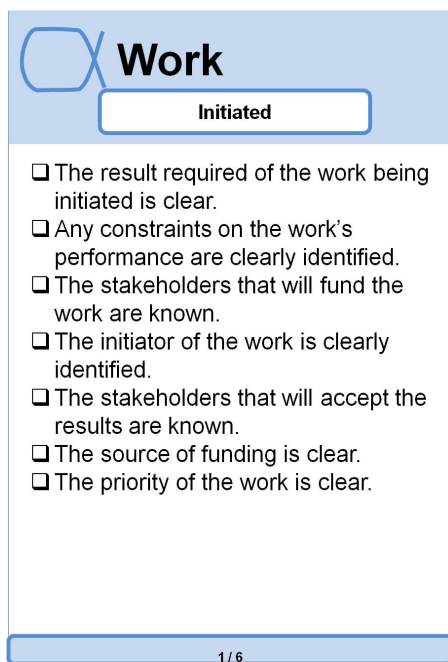 Work
Initiated
❑ The result required of the work being
initiated is clear.
❑ Any constraints on the work's
performance are clearly identified.
❑ The stakeholders that will fund the
work are known.
❑ The initiator of the work is clearly
identified.
❑ The stakeholders that will accept the
results are known.
❑ The source of funding is clear.
❑ The priority of the work is clear.
1 / 6